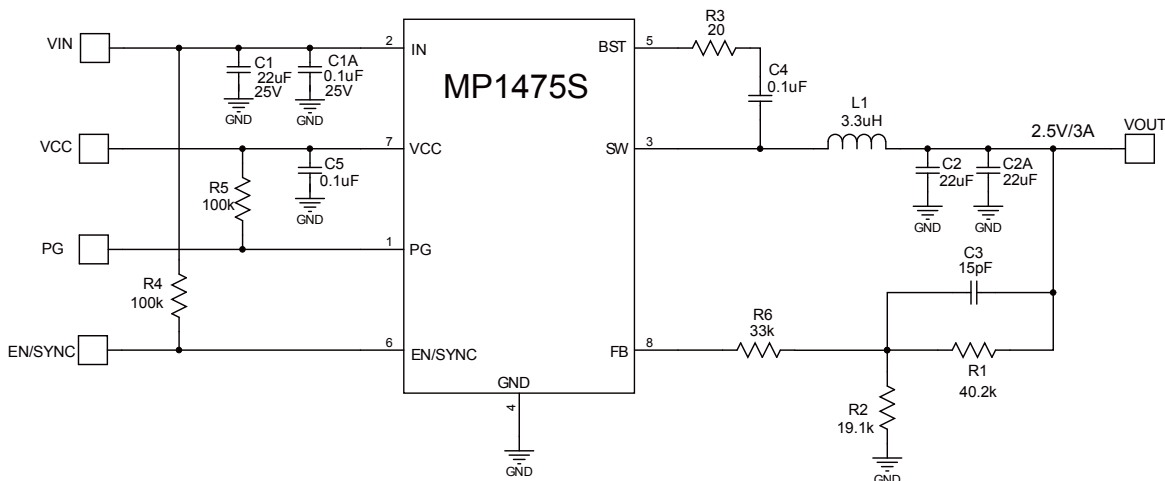 VIN
2
IN
C1
22uF
25V
GND
C1A
0.1uF
25V
GND
MP1475S
BST
5
R3
20
C4
0.1uF
VCC
7
VCC
R5
100k
C5
0.1uF
GND
SW
3
L1
3.3uH
2.5V/3A
VOUT
C2
22uF
GND
C2A
22uF
GND
PG
1
PG
R4
100k
C3
15pF
EN/SYNC
6
EN/SYNC
GND
4
GND
FB
8
R6
33k
R1
40.2k
R2
19.1k
GND